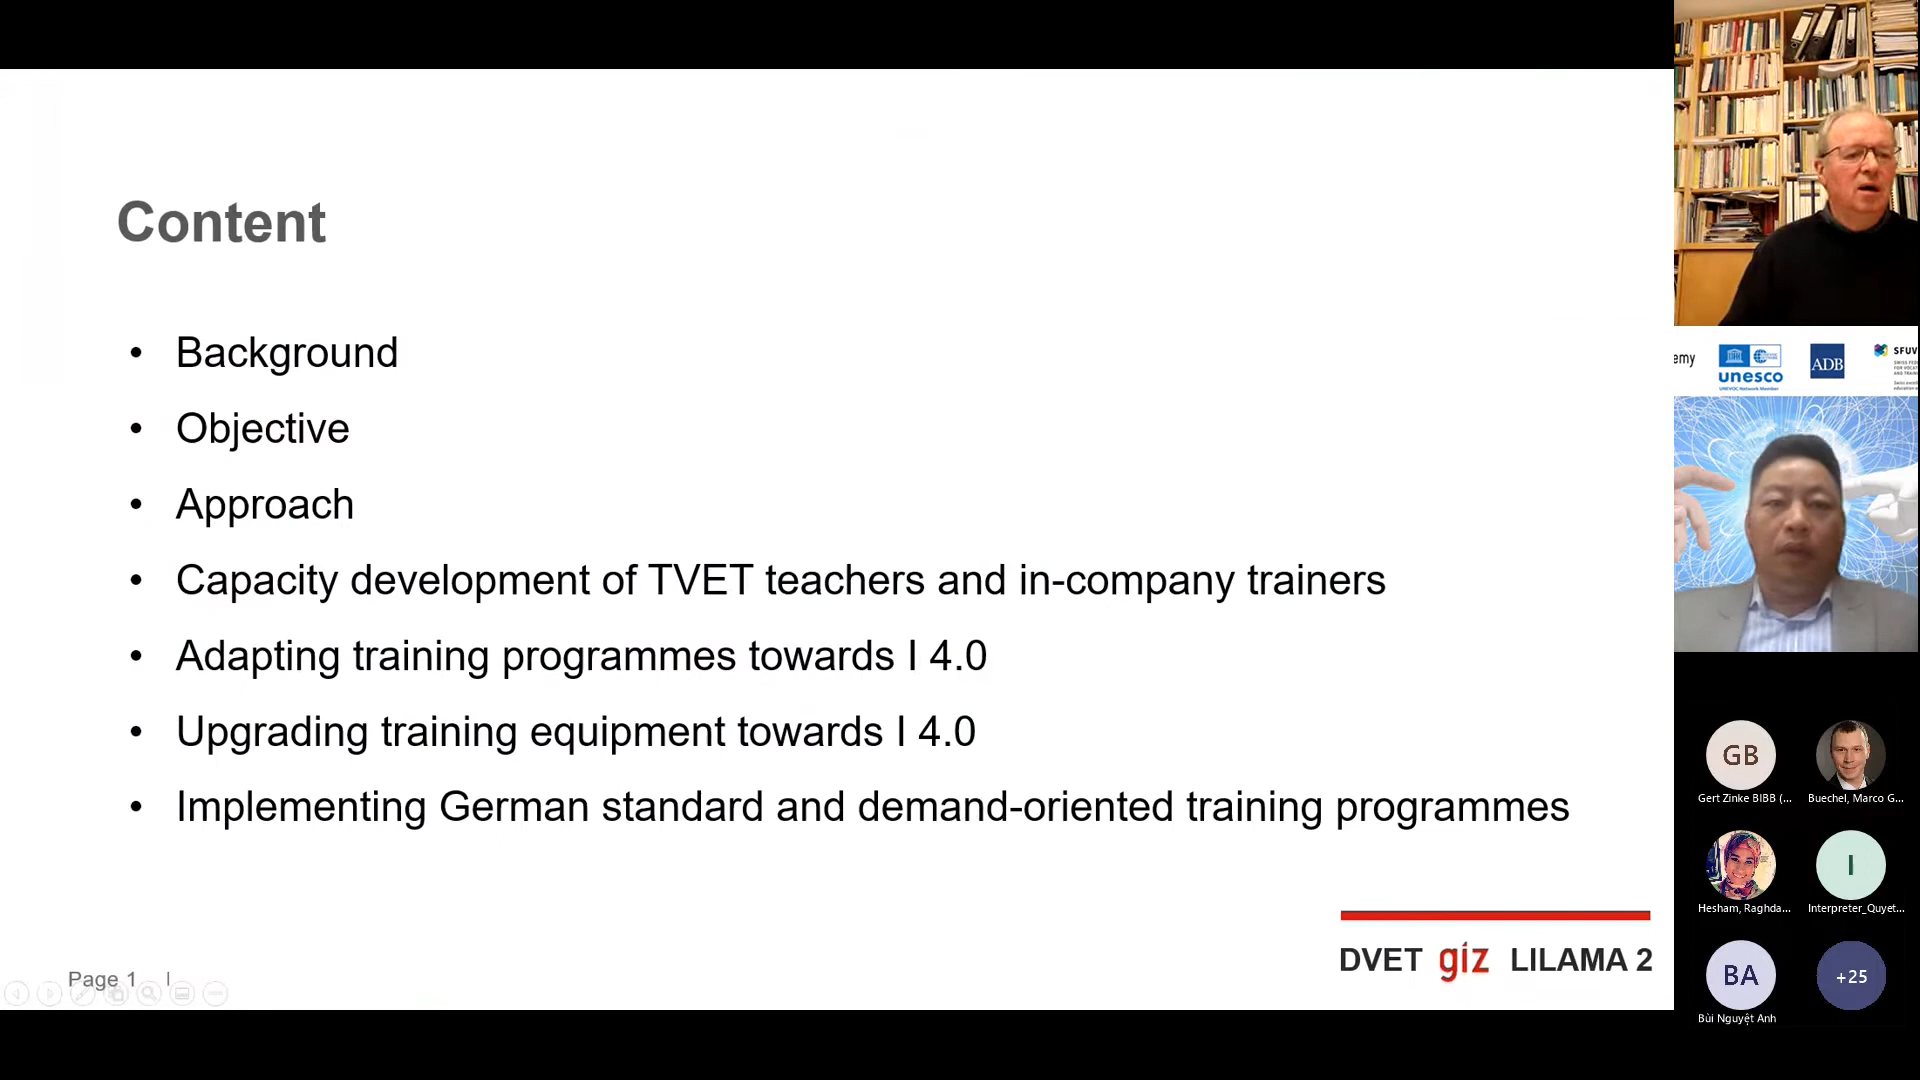 Content
• Background
• Objective
• Approach
• Capacity development of TVET teachers and in-company trainers
• Adapting training programmes towards I 4.0
• Upgrading training equipment towards I 4.0
• Implementing German standard and demand-oriented training programmes
DVET giz LILAMA 2
Page 1 |
emy
unesco
UNEVOC Network Member
ADB
SFUV
GB
Gert Zinke BIBB (...
Buechel, Marco G...
Hesham, Raghda...
I
Interpreter_Quyet...
BA
Bùi Nguyệt Anh
+25